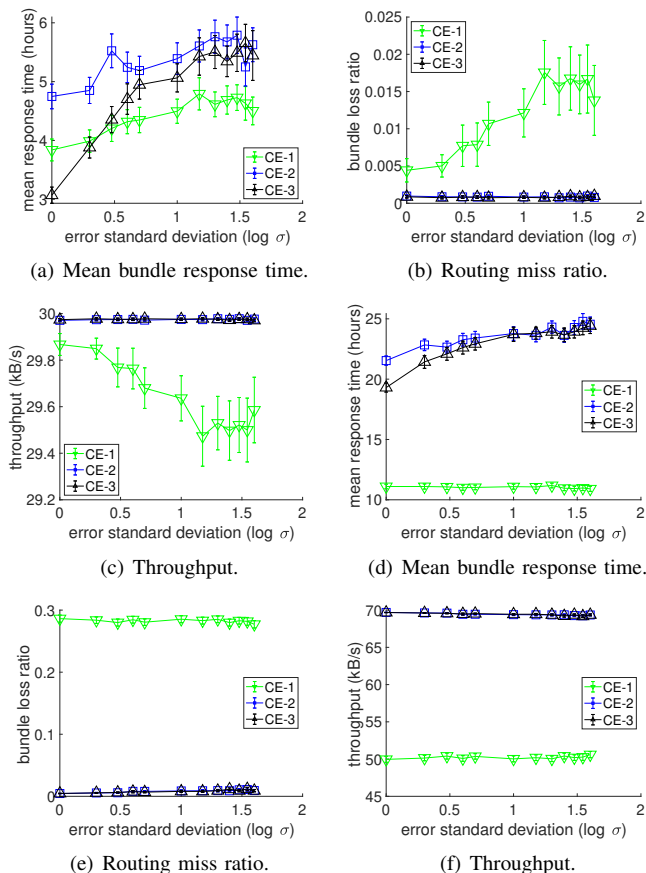 mean response time (hours)
6
5
4
3
0
0.5
1
1.5
2
CE-1
CE-2
CE-3
error standard deviation (log σ)
(a) Mean bundle response time.
bundle loss ratio
0.025
0.02
0.015
0.01
0.005
0
0
0.5
1
1.5
2
CE-1
CE-2
CE-3
error standard deviation (log σ)
(b) Routing miss ratio.
throughput (kB/s)
30
29.8
29.6
29.4
29.2
0
0.5
1
1.5
2
CE-1
CE-2
CE-3
error standard deviation (log σ)
(c) Throughput.
mean response time (hours)
25
20
15
10
0
0.5
1
1.5
2
CE-1
CE-2
CE-3
error standard deviation (log σ)
(d) Mean bundle response time.
bundle loss ratio
0.3
0.2
0.1
0
0
0.5
1
1.5
2
CE-1
CE-2
CE-3
error standard deviation (log σ)
(e) Routing miss ratio.
throughput (kB/s)
70
65
60
55
50
45
0
0.5
1
1.5
2
CE-1
CE-2
CE-3
error standard deviation (log σ)
(f) Throughput.